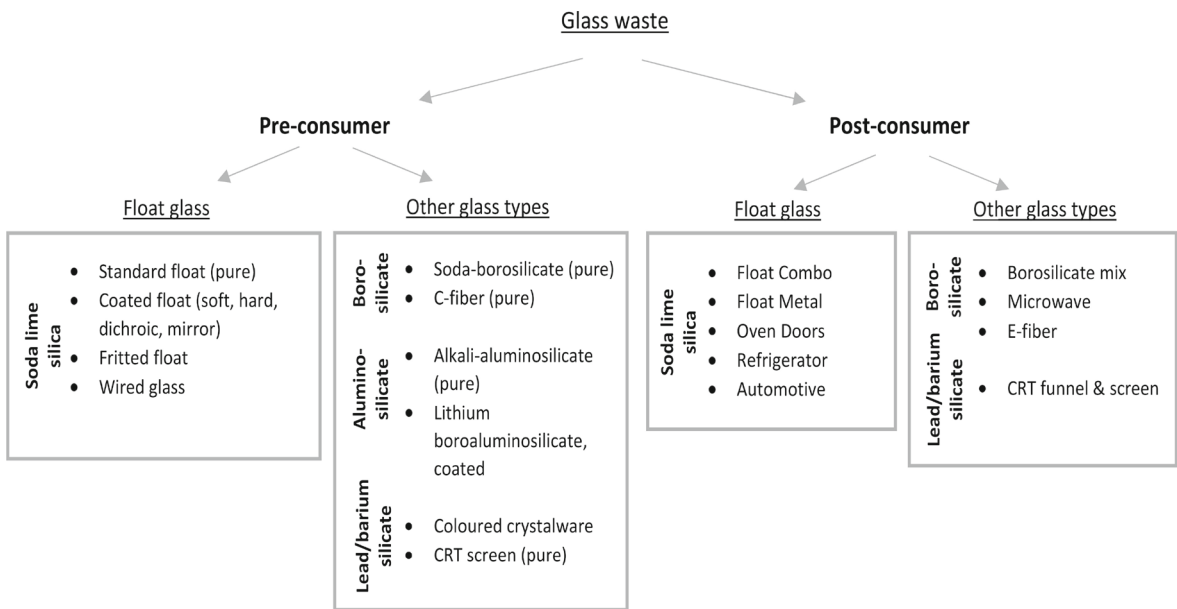 Glass waste
Pre-consumer
Post-consumer
Float glass
Soda lime
silica
• Standard float (pure)
• Coated float (soft, hard,
dichroic, mirror)
• Fritted float
• Wired glass
Other glass types
Boro-
silicate
• Soda-borosilicate (pure)
• C-fiber (pure)
Alumino-
silicate
• Alkali-aluminosilicate
(pure)
• Lithium
boroaluminosilicate,
coated
Lead/barium
silicate
• Coloured crystalware
• CRT screen (pure)
Float glass
Soda lime
silica
• Float Combo
• Float Metal
• Oven Doors
• Refrigerator
• Automotive
Other glass types
Boro-
silicate
• Borosilicate mix
• Microwave
• E-fiber
Lead/barium
silicate
• CRT funnel & screen